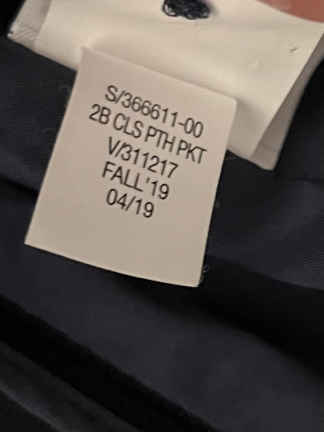 S/366611-00
2B CLS PTH PKT
V/311217
FALL'19
04/19